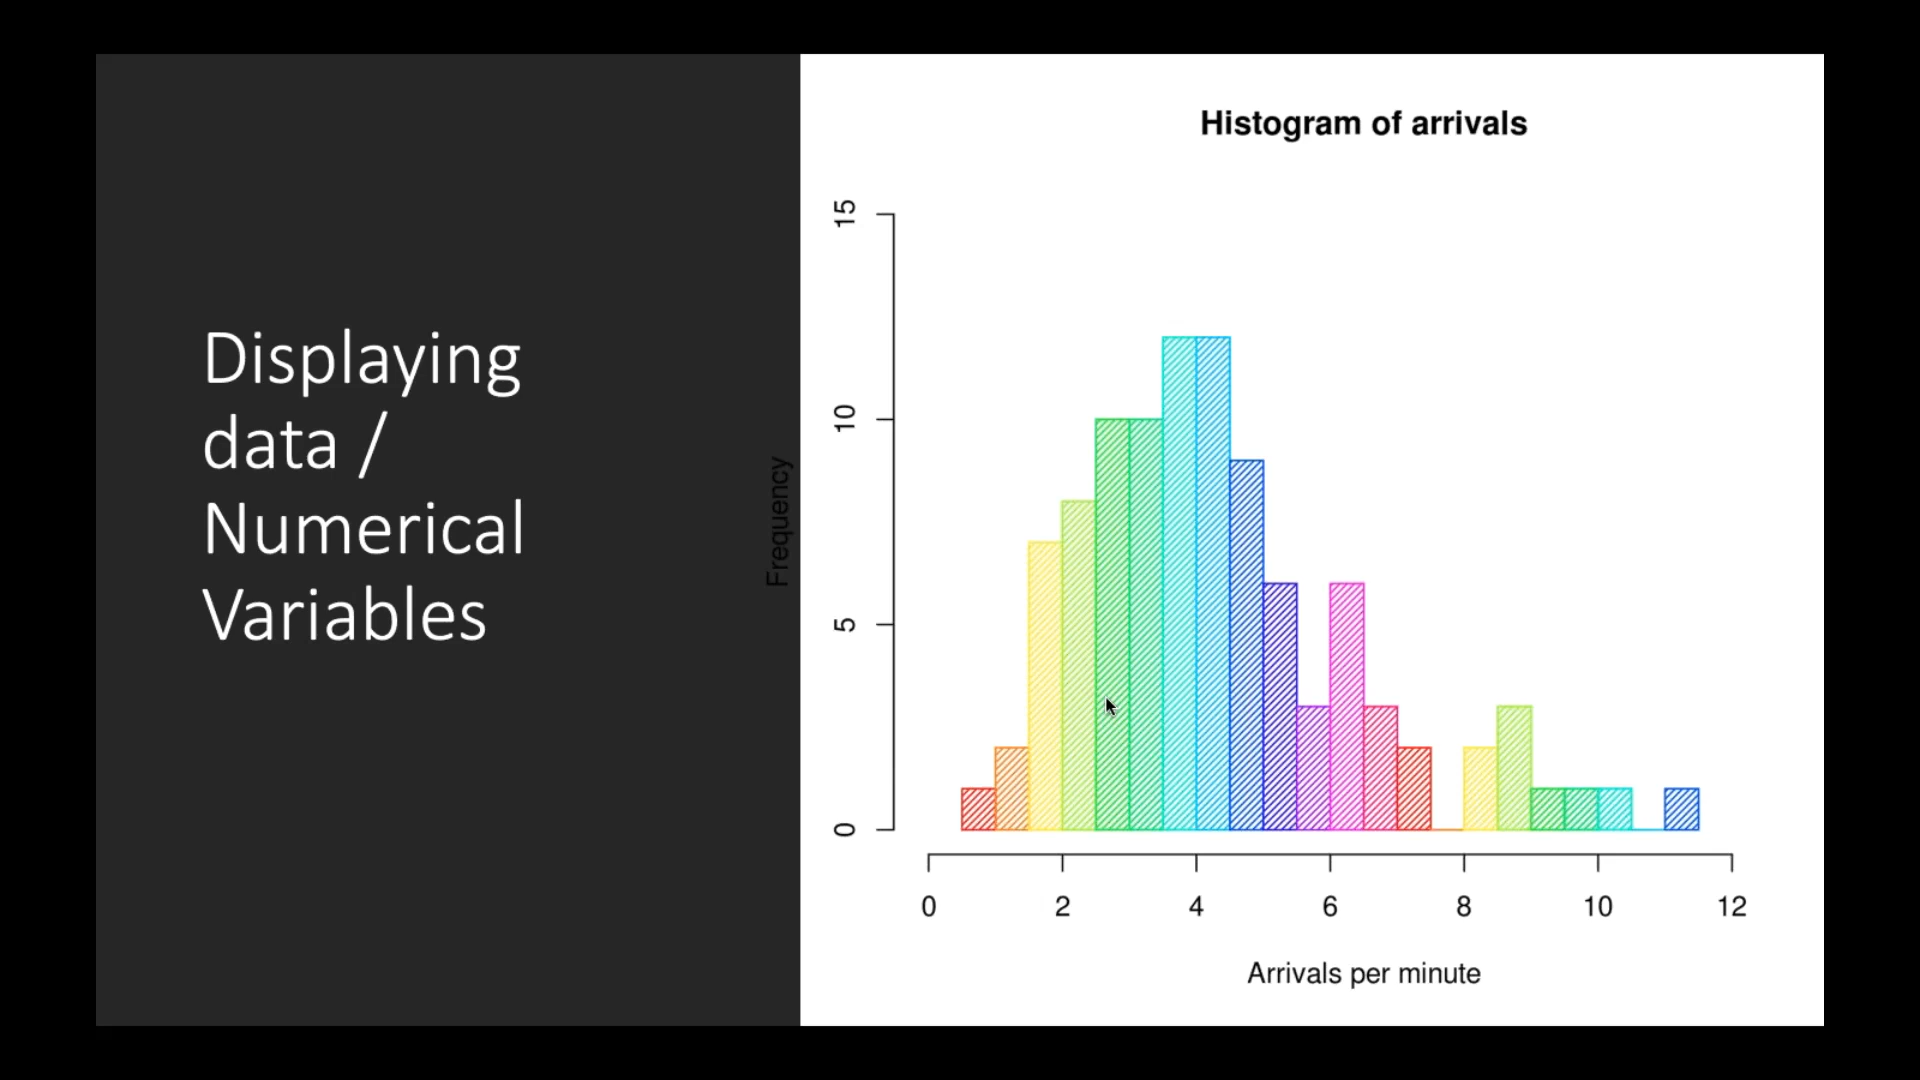 Displaying
data /
Numerical
Variables
Histogram of arrivals
Frequency
15
10
5
0
0 2 4 6 8 10 12
Arrivals per minute